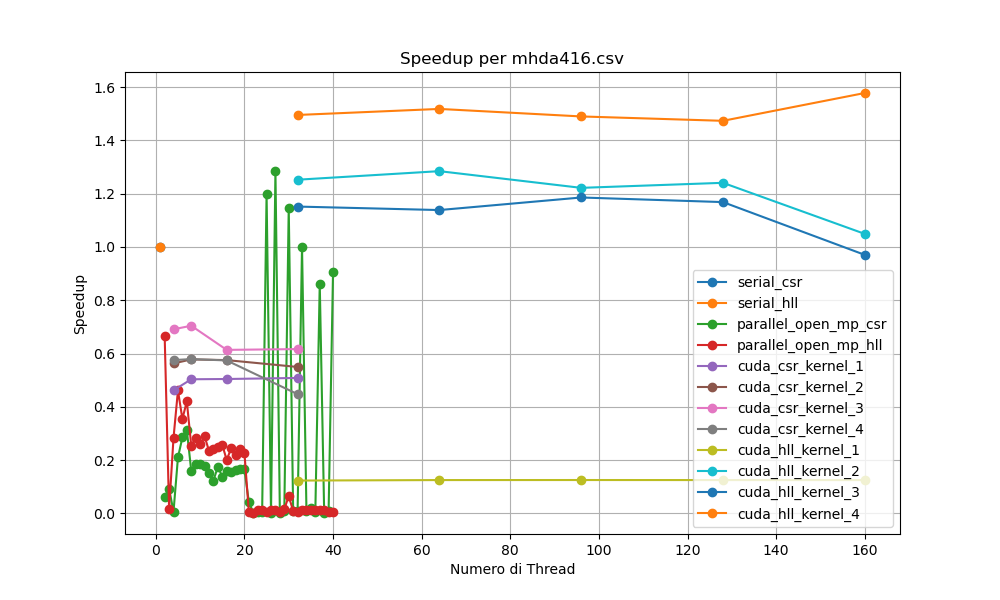 Speedup per mhda416.csv
Speedup
1.6
1.4
1.2
1.0
0.8
0.6
0.4
0.2
0.0
serial_csr
serial_hll
parallel_open_mp_csr
parallel_open_mp_hll
cuda_csr_kernel_1
cuda_csr_kernel_2
cuda_csr_kernel_3
cuda_csr_kernel_4
cuda_hll_kernel_1
cuda_hll_kernel_2
cuda_hll_kernel_3
cuda_hll_kernel_4
0 20 40 60 80 100 120 140 160
Numero di Thread